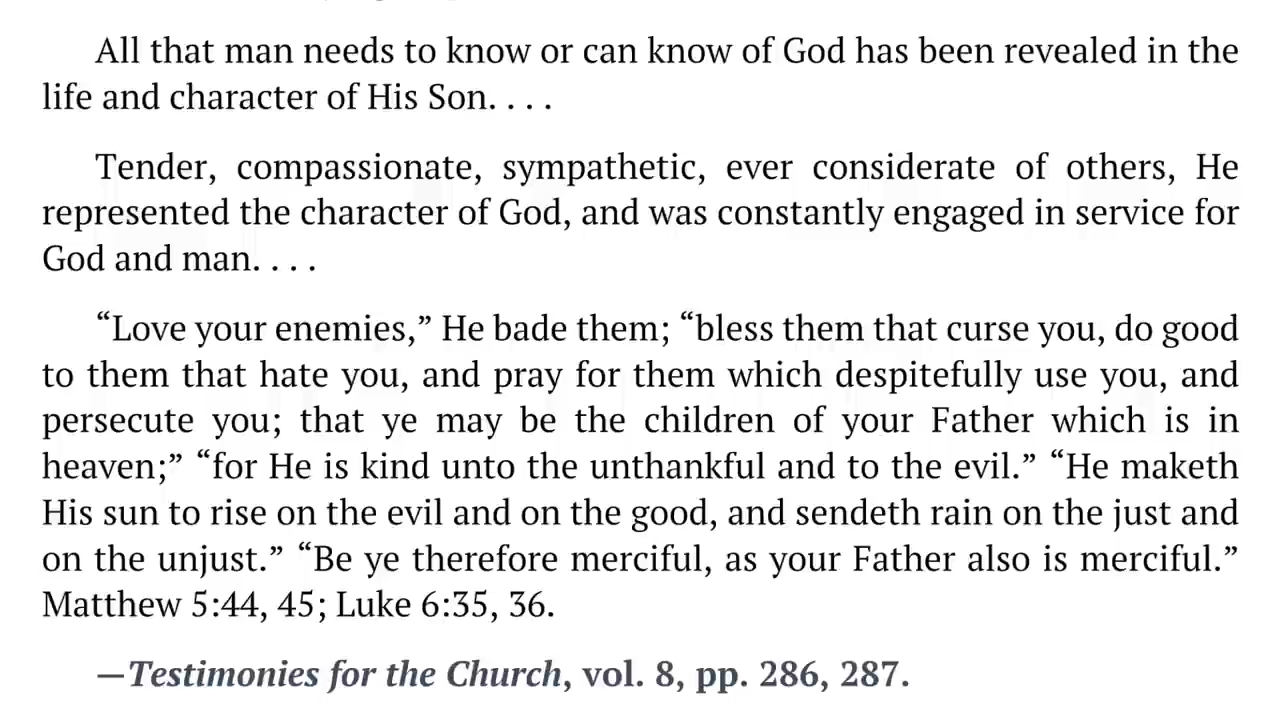 All that man needs to know or can know of God has been revealed in the
life and character of His Son. . . .
Tender, compassionate, sympathetic, ever considerate of others, He
represented the character of God, and was constantly engaged in service for
God and man. . . .
“Love your enemies,” He bade them; “bless them that curse you, do good
to them that hate you, and pray for them which despitefully use you, and
persecute you; that ye may be the children of your Father which is in
heaven;” “for He is kind unto the unthankful and to the evil.” “He maketh
His sun to rise on the evil and on the good, and sendeth rain on the just and
on the unjust.” “Be ye therefore merciful, as your Father also is merciful.”
Matthew 5:44, 45; Luke 6:35, 36.
—Testimonies for the Church, vol. 8, pp. 286, 287.